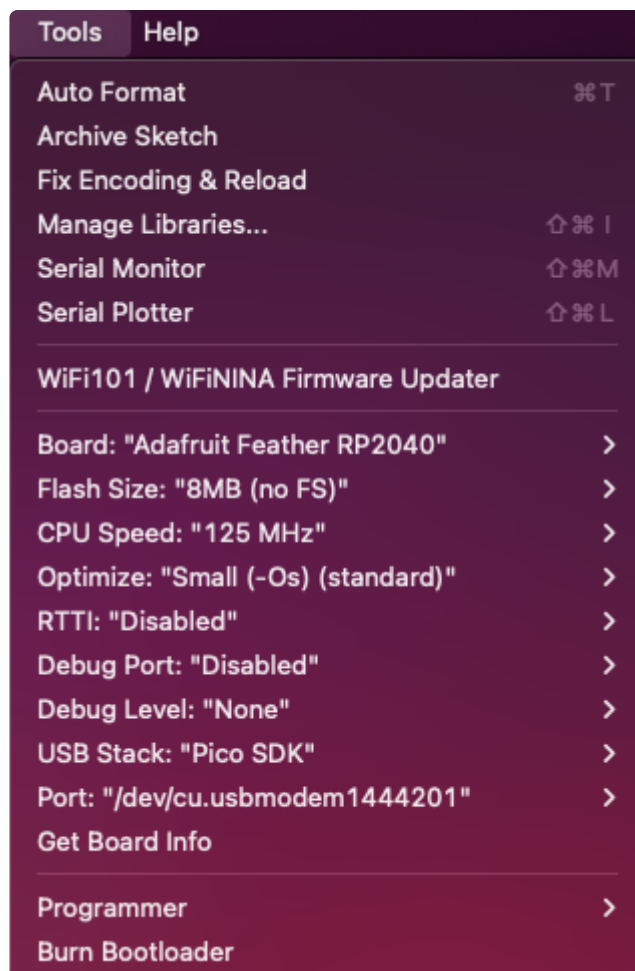 Tools Help
Auto Format ⌘T
Archive Sketch
Fix Encoding & Reload
Manage Libraries... ⇧⌘I
Serial Monitor ⇧⌘M
Serial Plotter ⇧⌘L
WiFi101 / WiFiNINA Firmware Updater
Board: "Adafruit Feather RP2040" >
Flash Size: "8MB (no FS)" >
CPU Speed: "125 MHz" >
Optimize: "Small (-Os) (standard)" >
RTTI: "Disabled" >
Debug Port: "Disabled" >
Debug Level: "None" >
USB Stack: "Pico SDK" >
Port: "/dev/cu.usbmodem1444201" >
Get Board Info
Programmer >
Burn Bootloader